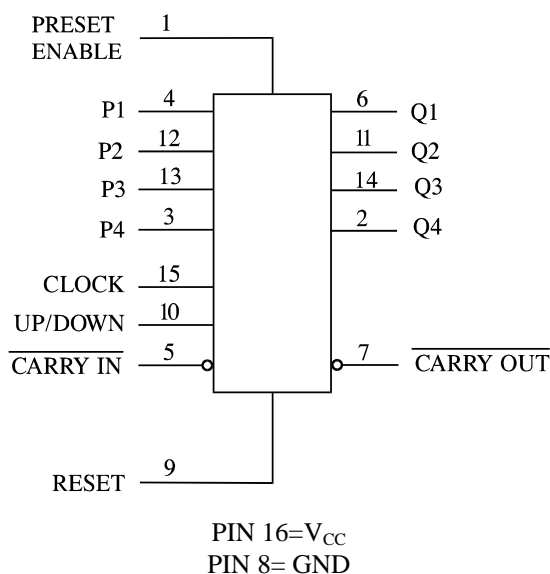 PRESET 1
ENABLE
P1 4 6 Q1
P2 12 11 Q2
P3 13 14 Q3
P4 3 2 Q4
CLOCK 15
UP/DOWN 10
CARRY IN 5 7 CARRY OUT
RESET 9
PIN 16=VCC
PIN 8= GND